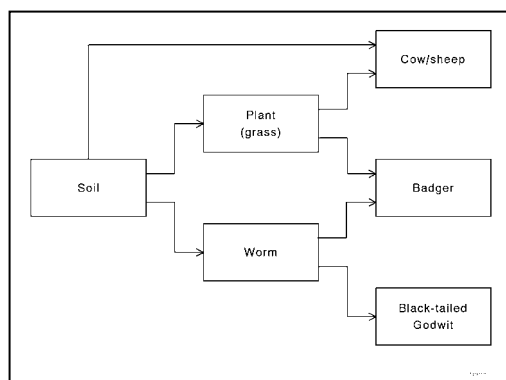 Cow/sheep
Plant
(grass)
Soil
Badger
Worm
Black-tailed
Godwit